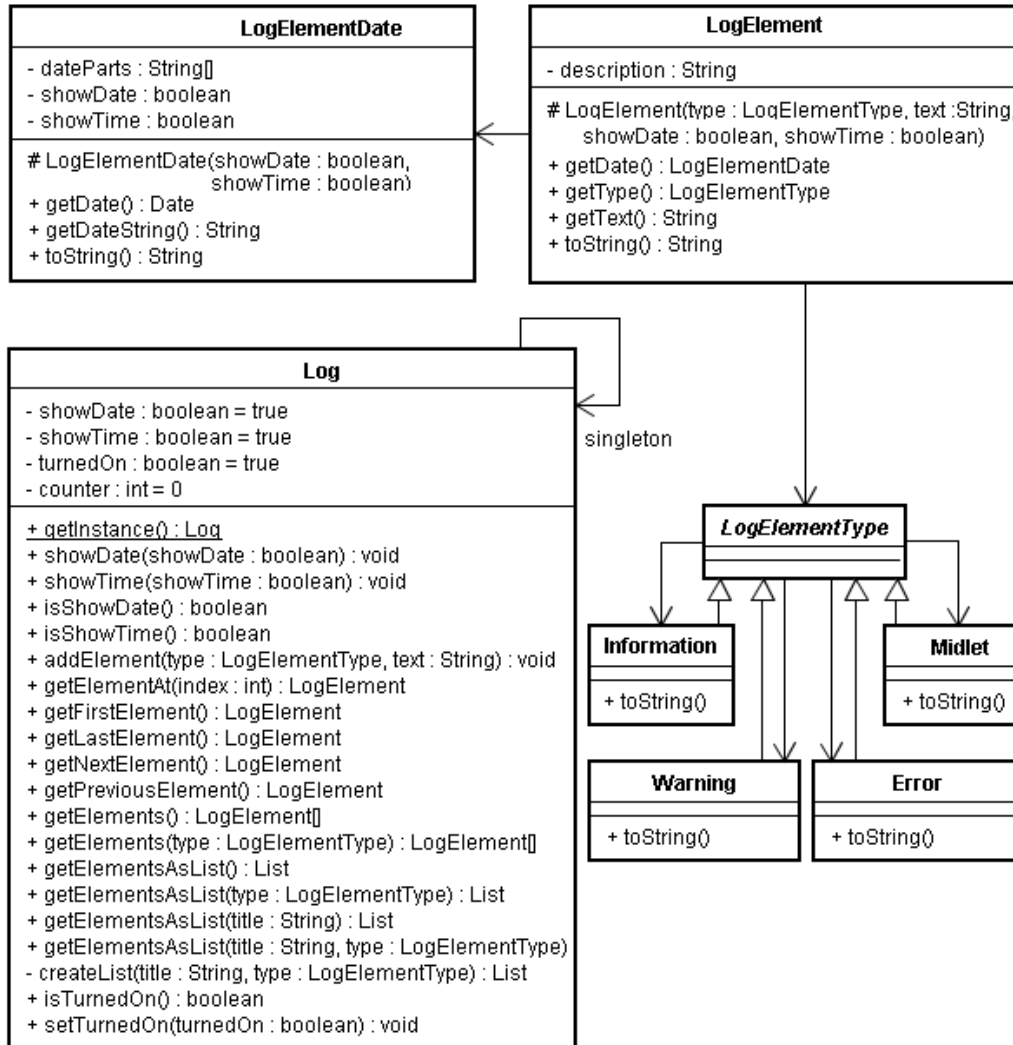 LogElementDate
- dateParts : String[]
- showDate : boolean
- showTime : boolean
# LogElementDate(showDate : boolean,
showTime : boolean)
+ getDate() : Date
+ getDateString() : String
+ toString() : String
LogElement
- description : String
# LogElement(type : LogElementType, text :String,
showDate : boolean, showTime : boolean)
+ getDate() : LogElementDate
+ getType() : LogElementType
+ getText() : String
+ toString() : String
Log
- showDate : boolean = true
- showTime : boolean = true
- turnedOn : boolean = true
- counter : int = 0
+ getInstance() : Log
+ showDate(showDate : boolean) : void
+ showTime(showTime : boolean) : void
+ isShowDate() : boolean
+ isShowTime() : boolean
+ addElement(type : LogElementType, text : String) : void
+ getElementAt(index : int) : LogElement
+ getFirstElement() : LogElement
+ getLastElement() : LogElement
+ getNextElement() : LogElement
+ getPreviousElement() : LogElement
+ getElements() : LogElement[]
+ getElements(type : LogElementType) : LogElement[]
+ getElementsAsList() : List
+ getElementsAsList(type : LogElementType) : List
+ getElementsAsList(title : String) : List
+ getElementsAsList(title : String, type : LogElementType)
- createList(title : String, type : LogElementType) : List
+ isTurnedOn() : boolean
+ setTurnedOn(turnedOn : boolean) : void
singleton
LogElementType
Information
+ toString()
Midlet
+ toString()
Warning
+ toString()
Error
+ toString()